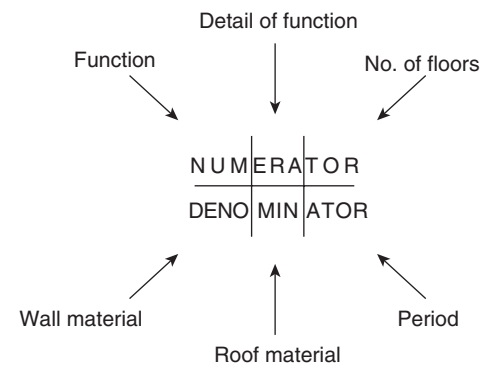 Detail of function
Function
No. of floors
NUMERATOR
DENOMINATOR
Wall material
Period
Roof material